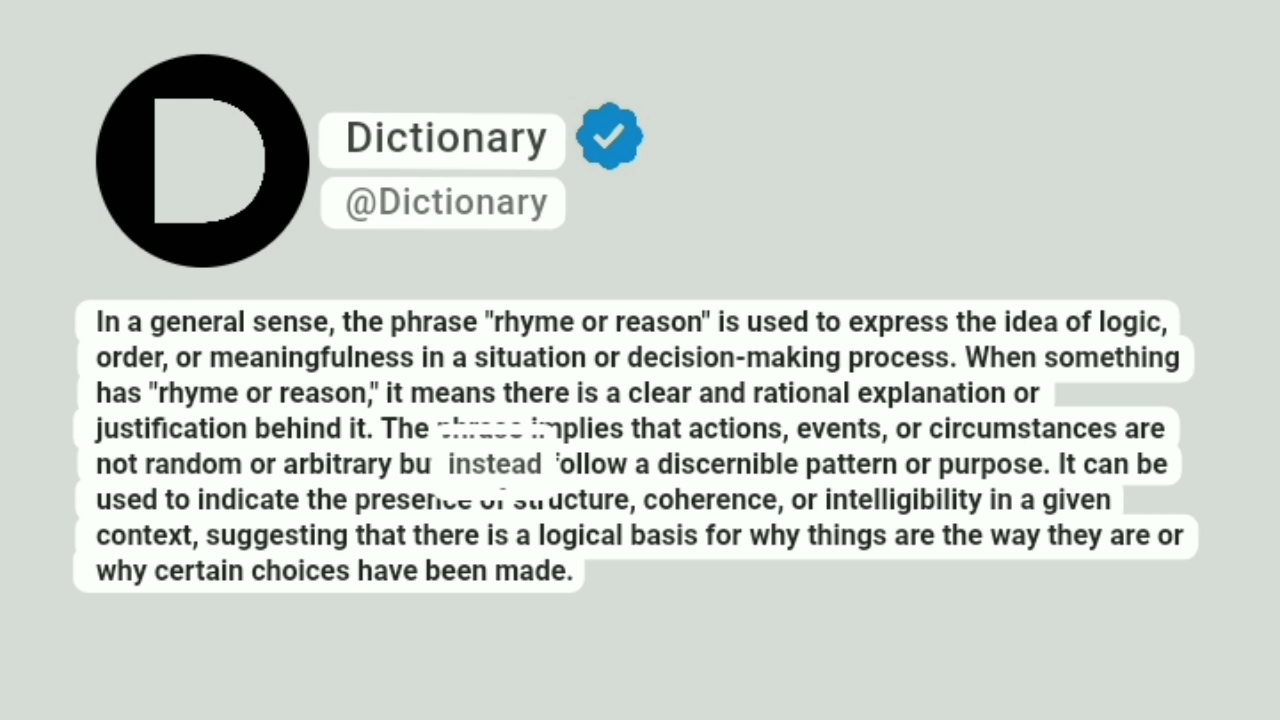 D
Dictionary
@Dictionary
In a general sense, the phrase "rhyme or reason" is used to express the idea of logic,
order, or meaningfulness in a situation or decision-making process. When something
has "rhyme or reason," it means there is a clear and rational explanation or
justification behind it. The implies that actions, events, or circumstances are
not random or arbitrary bu instead follow a discernible pattern or purpose. It can be
used to indicate the presence of structure, coherence, or intelligibility in a given
context, suggesting that there is a logical basis for why things are the way they are or
why certain choices have been made.